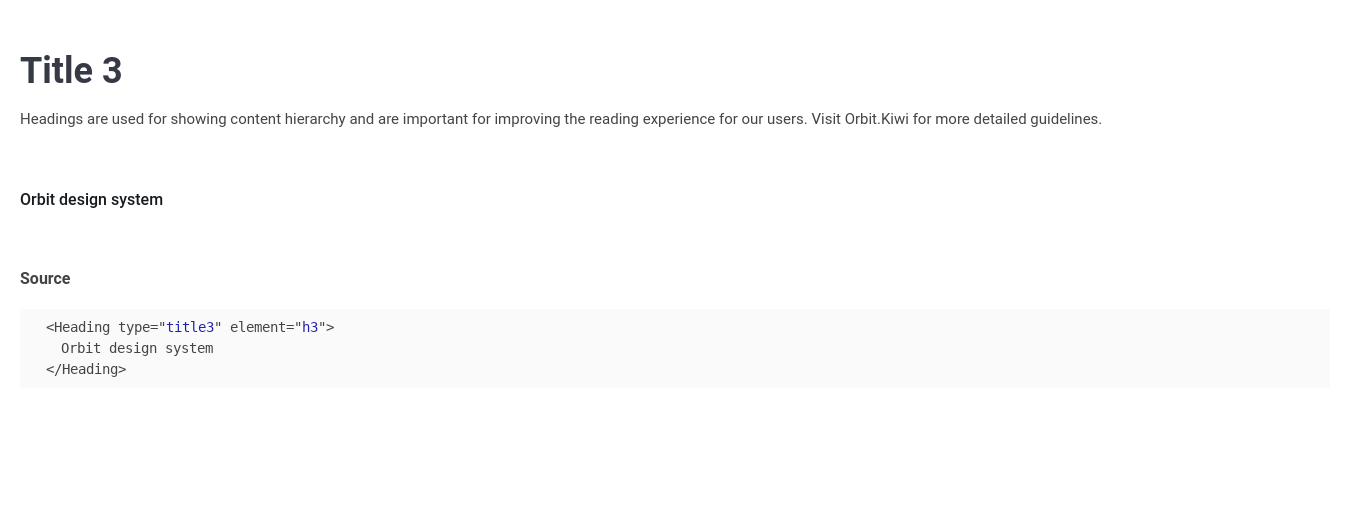 Title 3
Headings are used for showing content hierarchy and are important for improving the reading experience for our users. Visit Orbit.Kiwi for more detailed guidelines.
Orbit design system
Source
<Heading type="title3" element="h3">
  Orbit design system
</Heading>